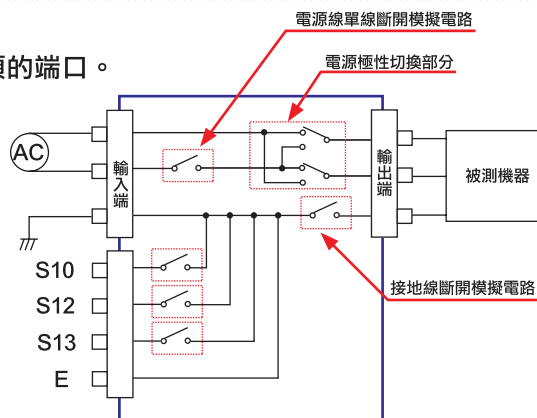 電源線單線斷開模擬電路
的端口。
電源極性切換部分
AC
輸入端
輸出端
被測機器
接地線斷開模擬電路
S10
S12
S13
E